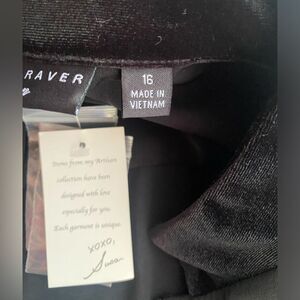 RAVER
16
MADE IN
VIETNAM
Items from my Artisan
collection have been
designed with love
especially for you.
Each garment is unique.
XOXO,
Susan